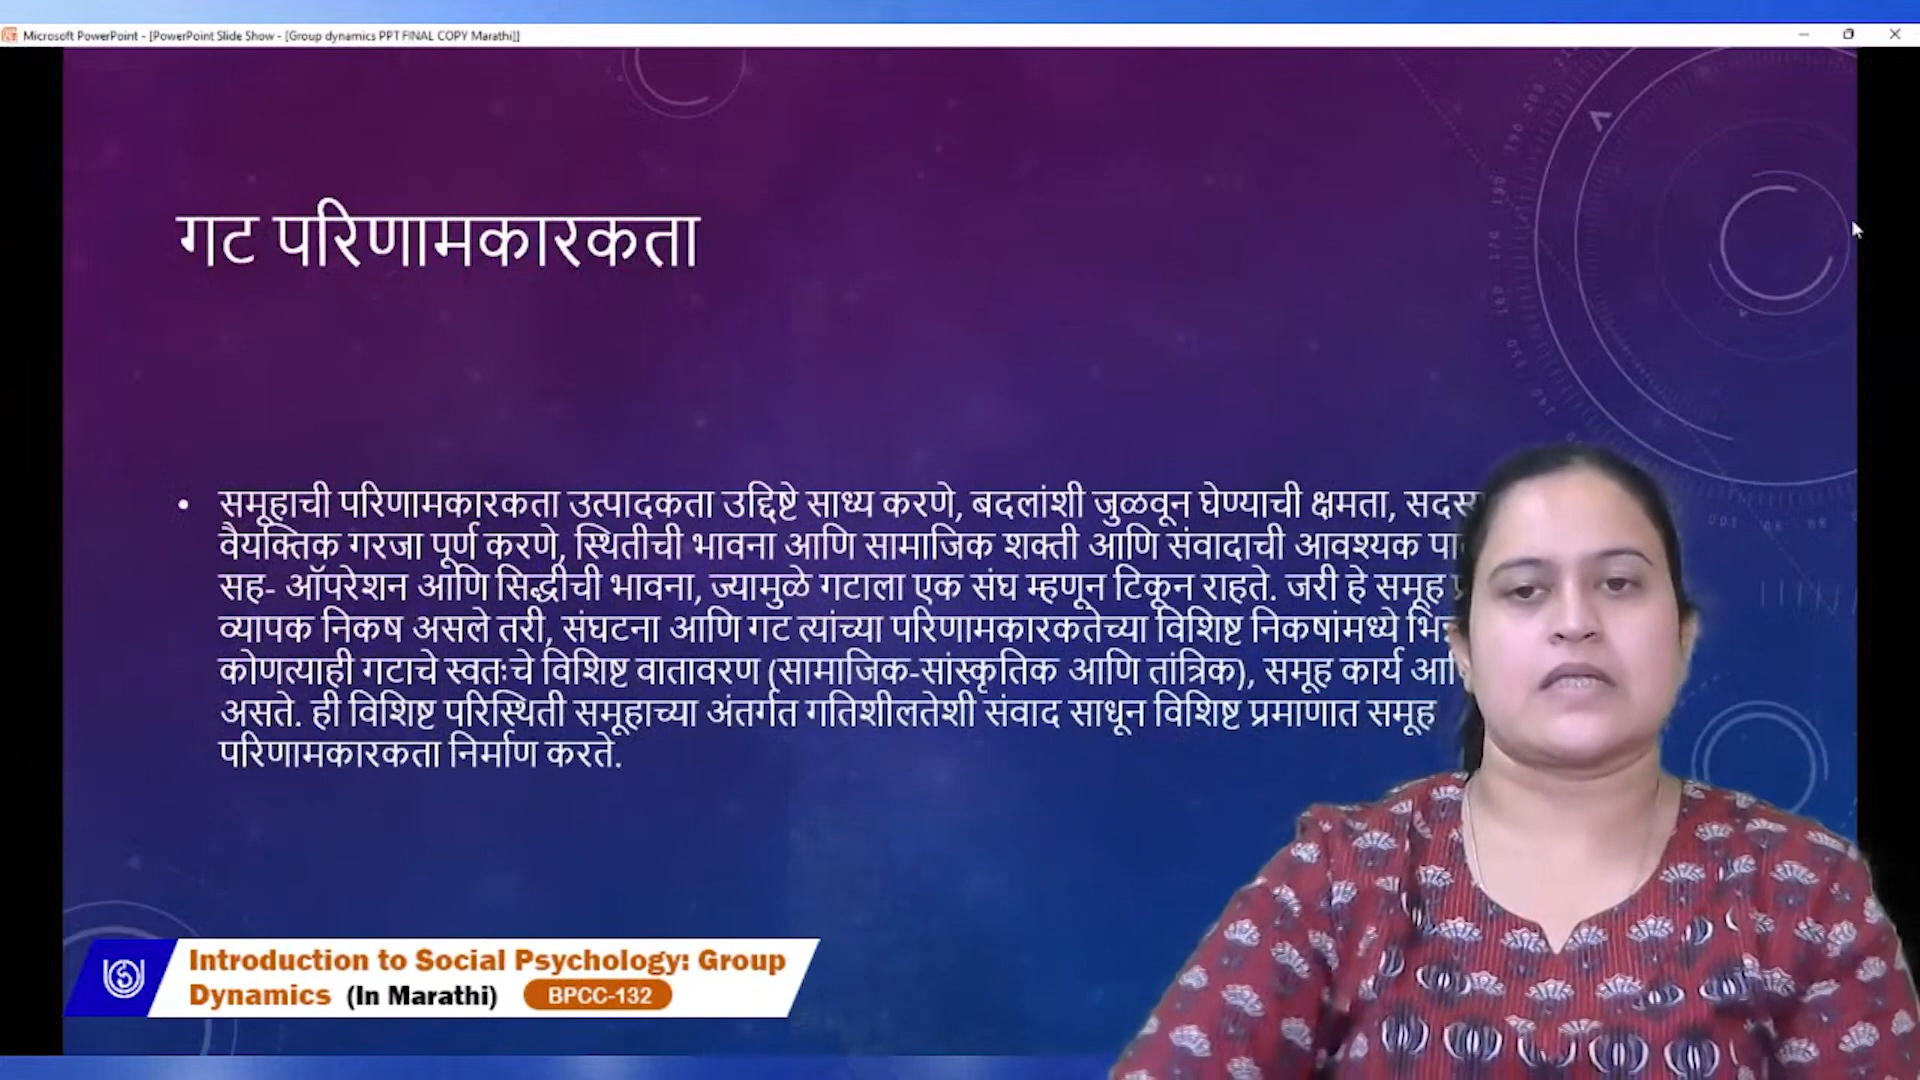 Microsoft PowerPoint - [PowerPoint Slide Show - [Group dynamics PPT FINAL COPY Marathi]]
गट परिणामकारकता
• समूहाची परिणामकारकता उत्पादकता उद्दिष्टे साध्य करणे, बदलांशी जुळवून घेण्याची क्षमता,
वैयक्तिक गरजा पूर्ण करणे, स्थितीची भावना आणि सामाजिक शक्ती आणि संवादाची आवश्यक
सह- ऑपरेशन आणि सिद्धीची भावना, ज्यामुळे गटाला एक संघ म्हणून टिकून राहते. जरी हे समूह
व्यापक निकष असले तरी, संघटना आणि गट त्यांच्या परिणामकारकतेच्या विशिष्ट निकषांमध्ये
कोणत्याही गटाचे स्वतःचे विशिष्ट वातावरण (सामाजिक-सांस्कृतिक आणि तांत्रिक), समूह कार्य
असते. ही विशिष्ट परिस्थिती समूहाच्या अंतर्गत गतिशीलतेशी संवाद साधून विशिष्ट प्रमाणात समूह
परिणामकारकता निर्माण करते.
Introduction to Social Psychology: Group
Dynamics (In Marathi) BPCC-132